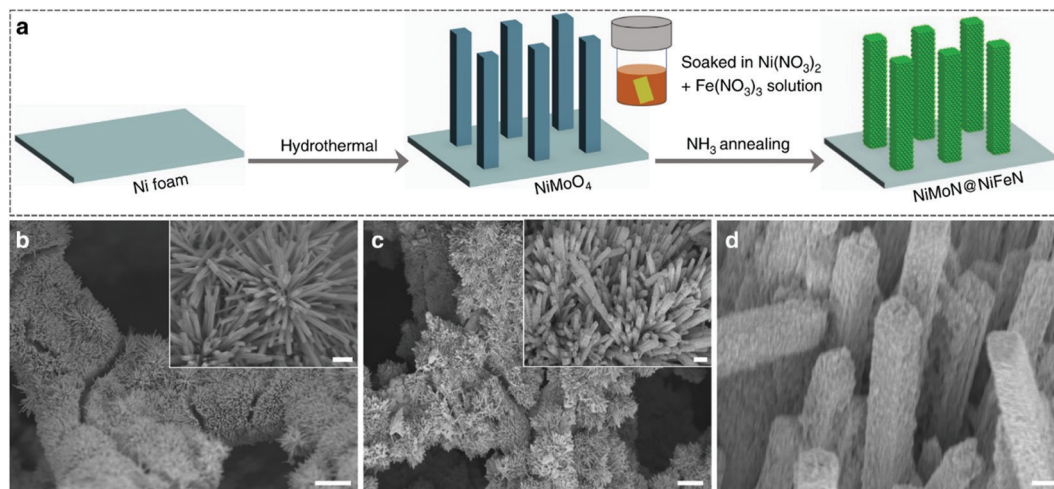 a
Ni foam
Hydrothermal
NiMoO₄
Soaked in Ni(NO₃)₂
+ Fe(NO₃)₃ solution
NH₃ annealing
NiMoN@NiFeN
b
c
d